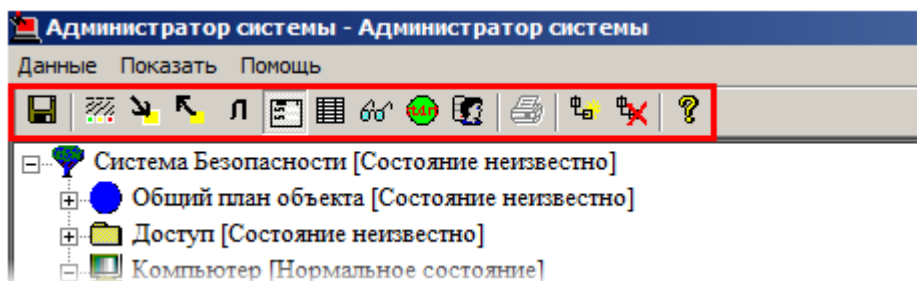 Администратор системы - Администратор системы
Данные Показать Помощь
Л
Система Безопасности [Состояние неизвестно]
Общий план объекта [Состояние неизвестно]
Доступ [Состояние неизвестно]
Компьютер [Нормальное состояние]